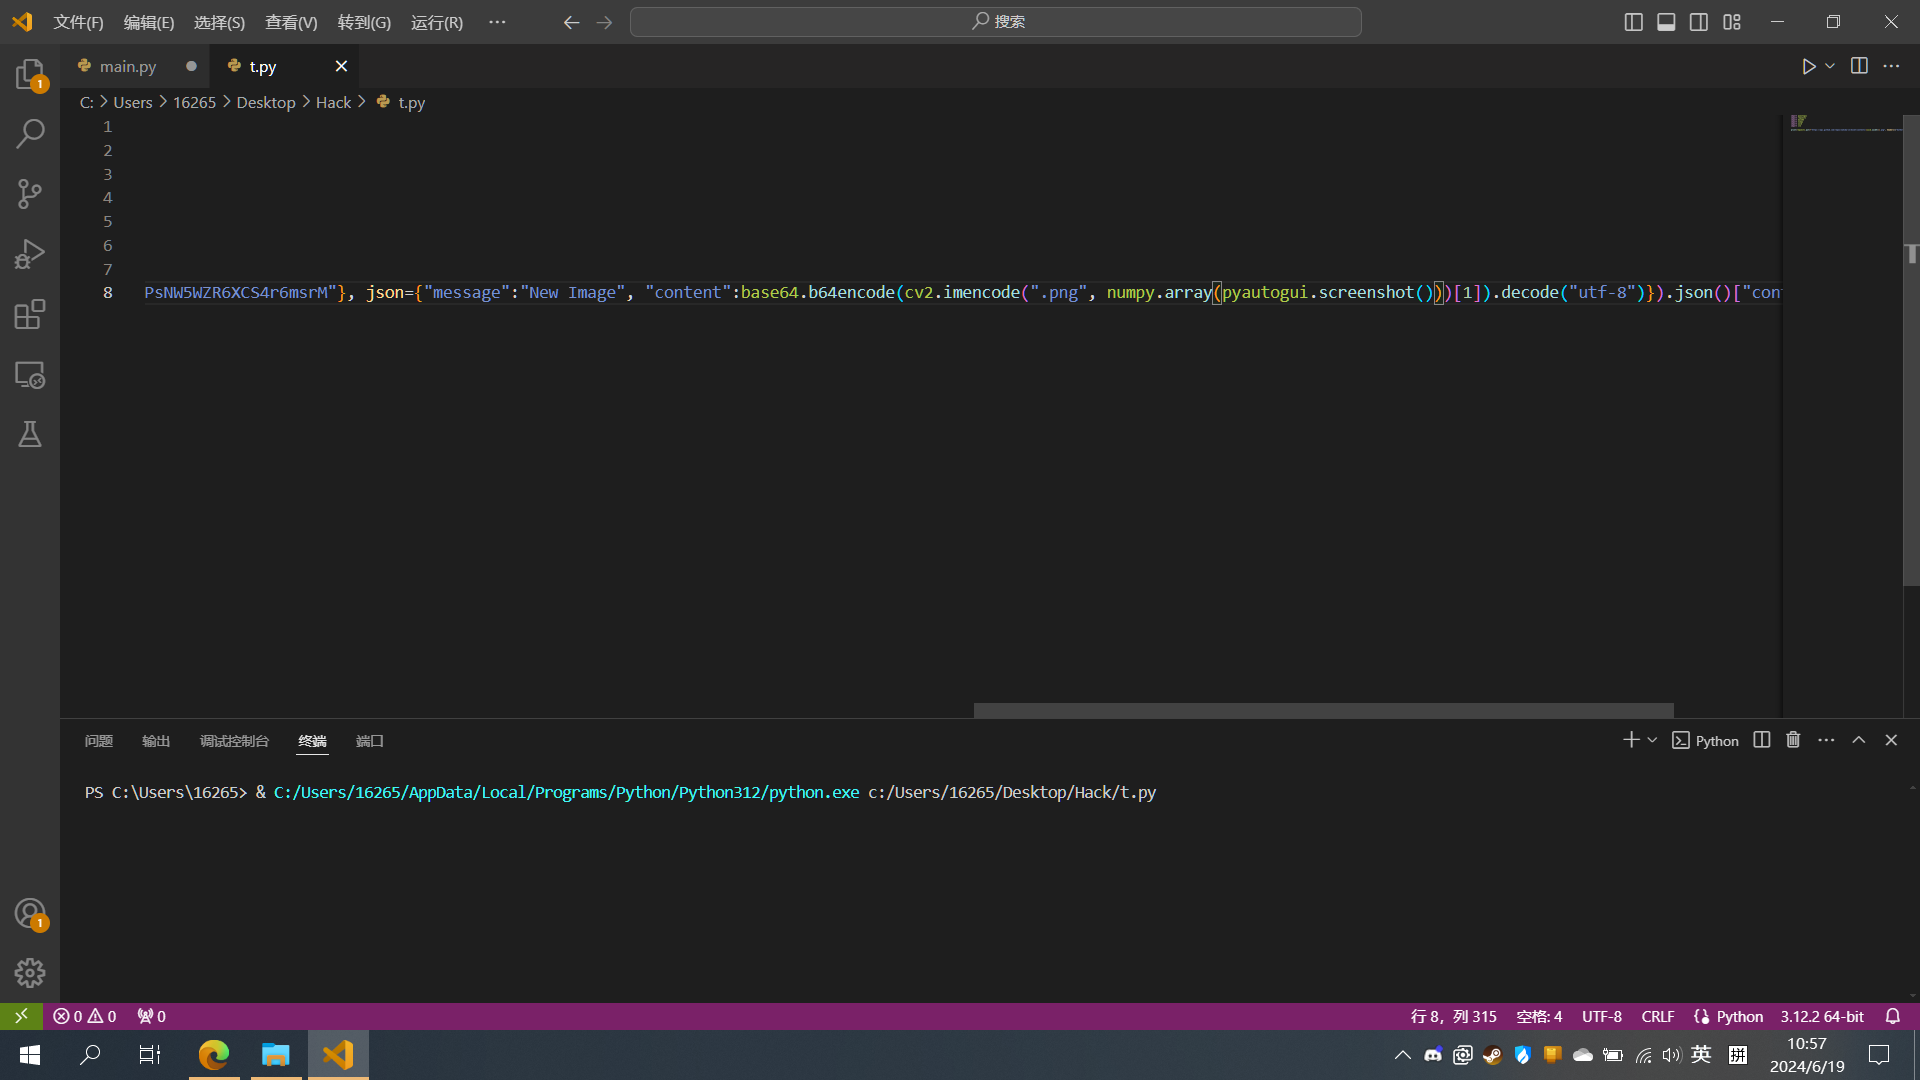 文件(F) 编辑(E) 选择(S) 查看(V) 转到(G) 运行(R) ··· 搜索
main.py t.py
C: > Users > 16265 > Desktop > Hack > t.py
1
2
3
4
5
6
7
8 PsNW5WZR6XCS4r6msrM"}, json={"message":"New Image", "content":base64.b64encode(cv2.imencode(".png", numpy.array(pyautogui.screenshot()))[1]).decode("utf-8")}).json()["con
问题 输出 调试控制台 终端 端口 Python
PS C:\Users\16265> & C:/Users/16265/AppData/Local/Programs/Python/Python312/python.exe c:/Users/16265/Desktop/Hack/t.py
1
1
0 0 0 行 8，列 315 空格: 4 UTF-8 CRLF Python 3.12.2 64-bit
英 拼 10:57
2024/6/19